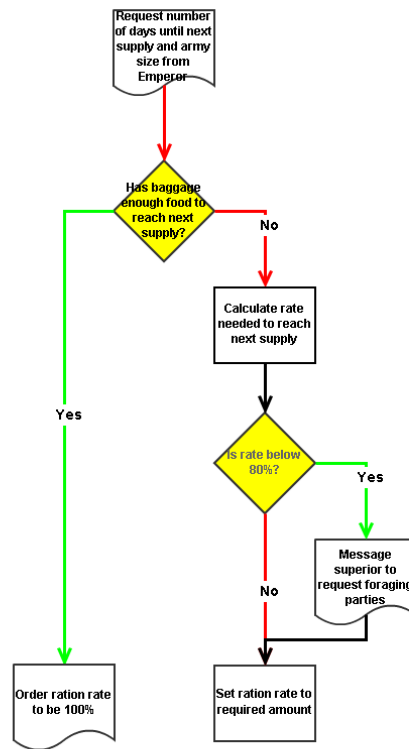 Request number
of days until next
supply and army
size from
Emperor
Has baggage
enough food to
reach next
supply?
No
Calculate rate
needed to reach
next supply
Yes
Is rate below
80%?
Yes
Message
superior to
request foraging
parties
No
Order ration rate
to be 100%
Set ration rate to
required amount